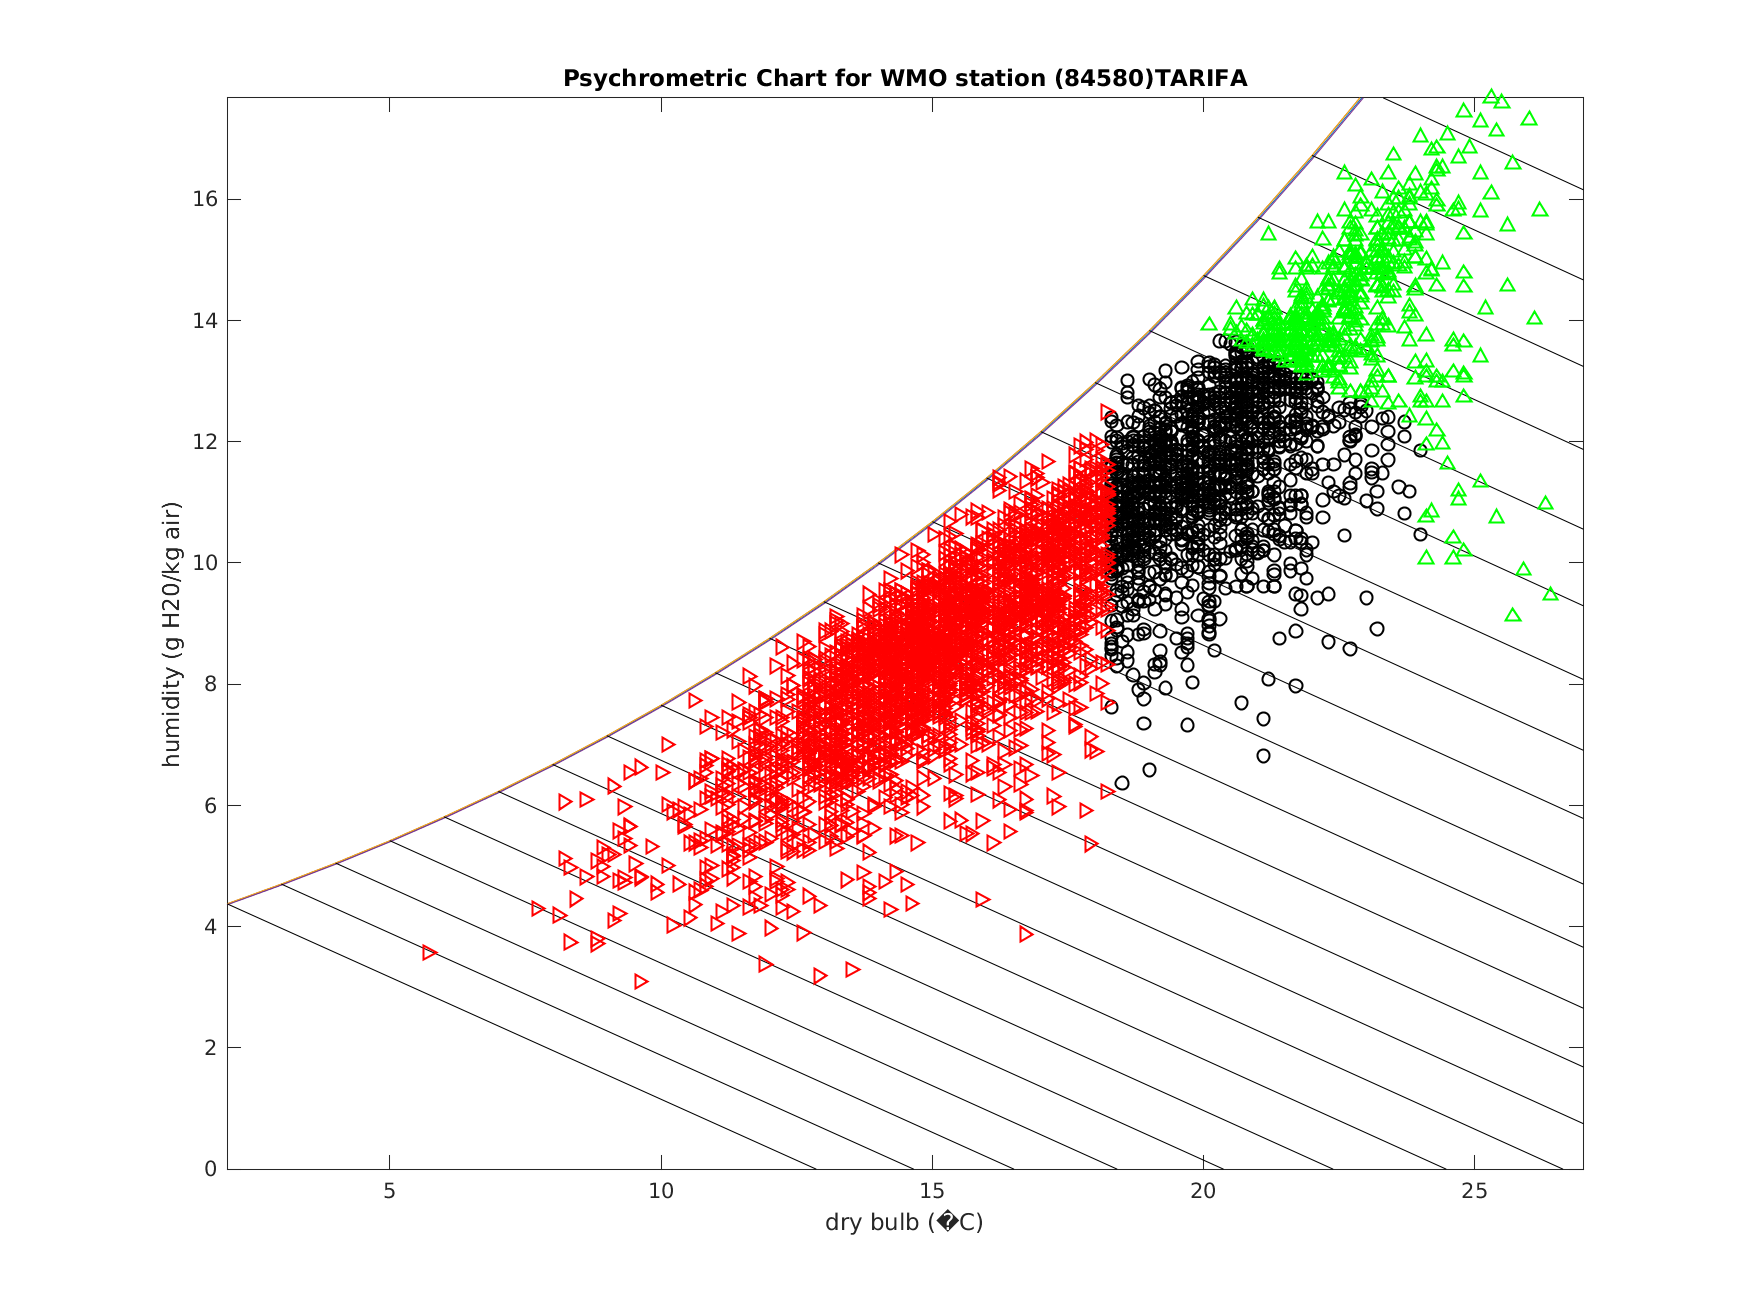 Psychrometric Chart for WMO station (84580)TARIFA
humidity (g H20/kg air)
16
14
12
10
8
6
4
2
0
5 10 15 20 25
dry bulb (�C)